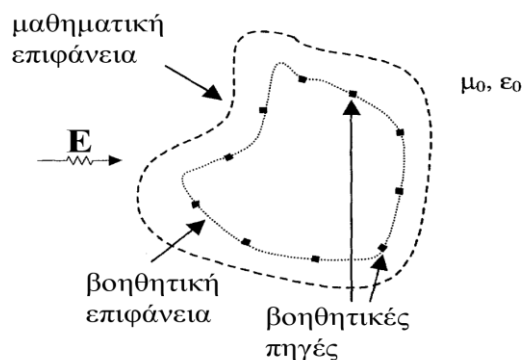 μαθηματική
επιφάνεια
μ₀, ε₀
E
βοηθητική
επιφάνεια
βοηθητικές
πηγές